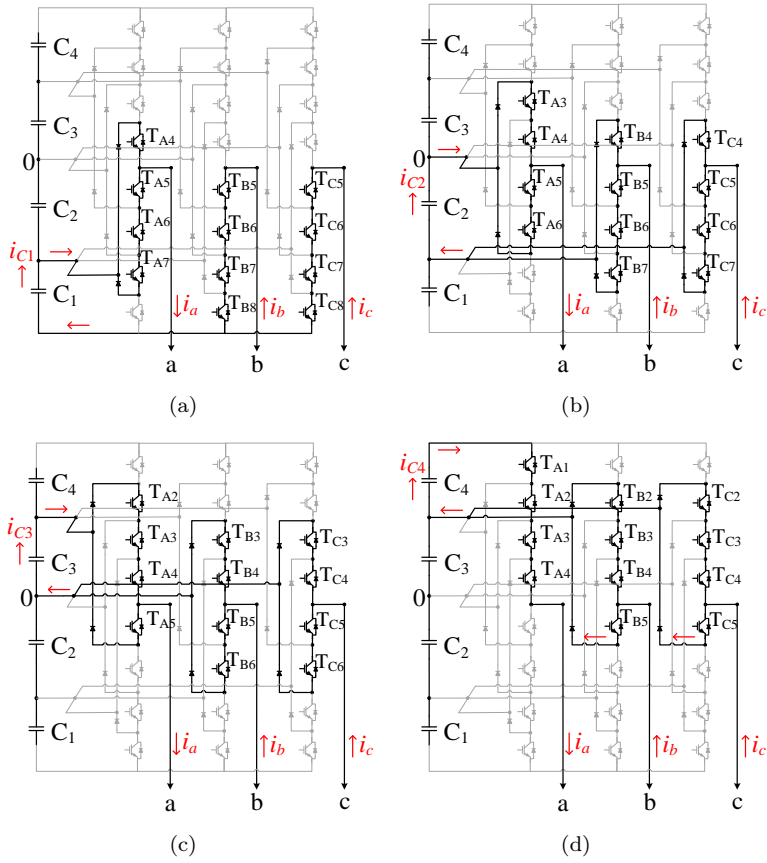 C4
C3
TA4
0
TA5 TB5 TC5
C2
TA6 TB6 TC6
iC1
TA7 TB7 TC7
C1
ia TB8 ib TC8 ic
a b c
(a)
C4
TA3
C3
TA4 TB4 TC4
0
iC2 TA5 TB5 TC5
C2
TA6 TB6 TC6
TB7 TC7
C1
ia ib ic
a b c
(b)
C4
TA2
iC3
TA3 TB3 TC3
C3
TA4 TB4 TC4
0
TA5 TB5
C2
TB6 TC6
C1
ia ib ic
a b c
(c)
iC4
TA1
C4
TA2 TB2 TC2
TA3 TB3 TC3
C3
TA4 TB4 TC4
0
TB5 TC5
C2
C1
ia ib ic
a b c
(d)